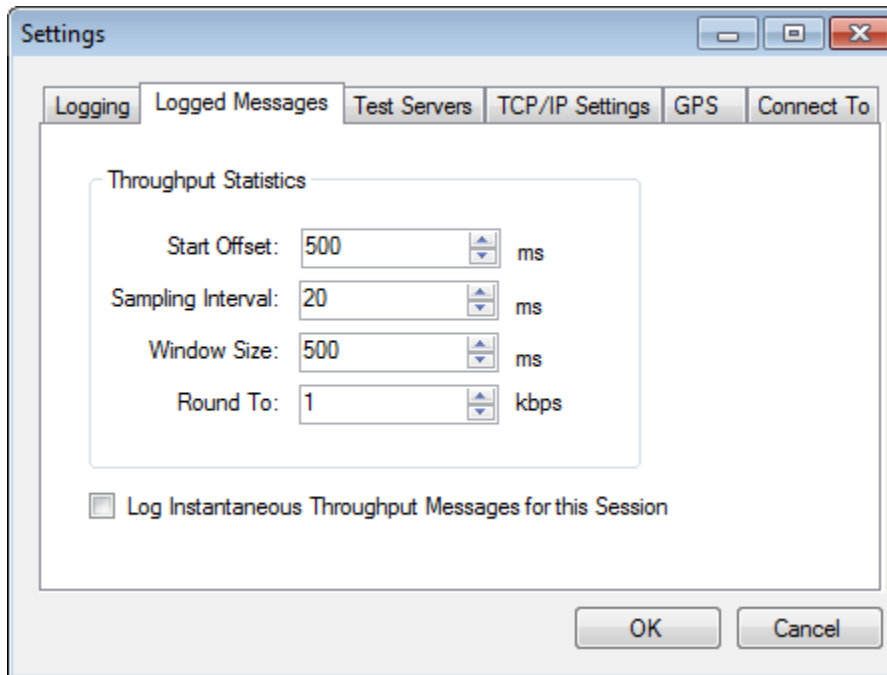 Settings
Logging Logged Messages Test Servers TCP/IP Settings GPS Connect To
Throughput Statistics
Start Offset: 500 ms
Sampling Interval: 20 ms
Window Size: 500 ms
Round To: 1 kbps
Log Instantaneous Throughput Messages for this Session
OK Cancel